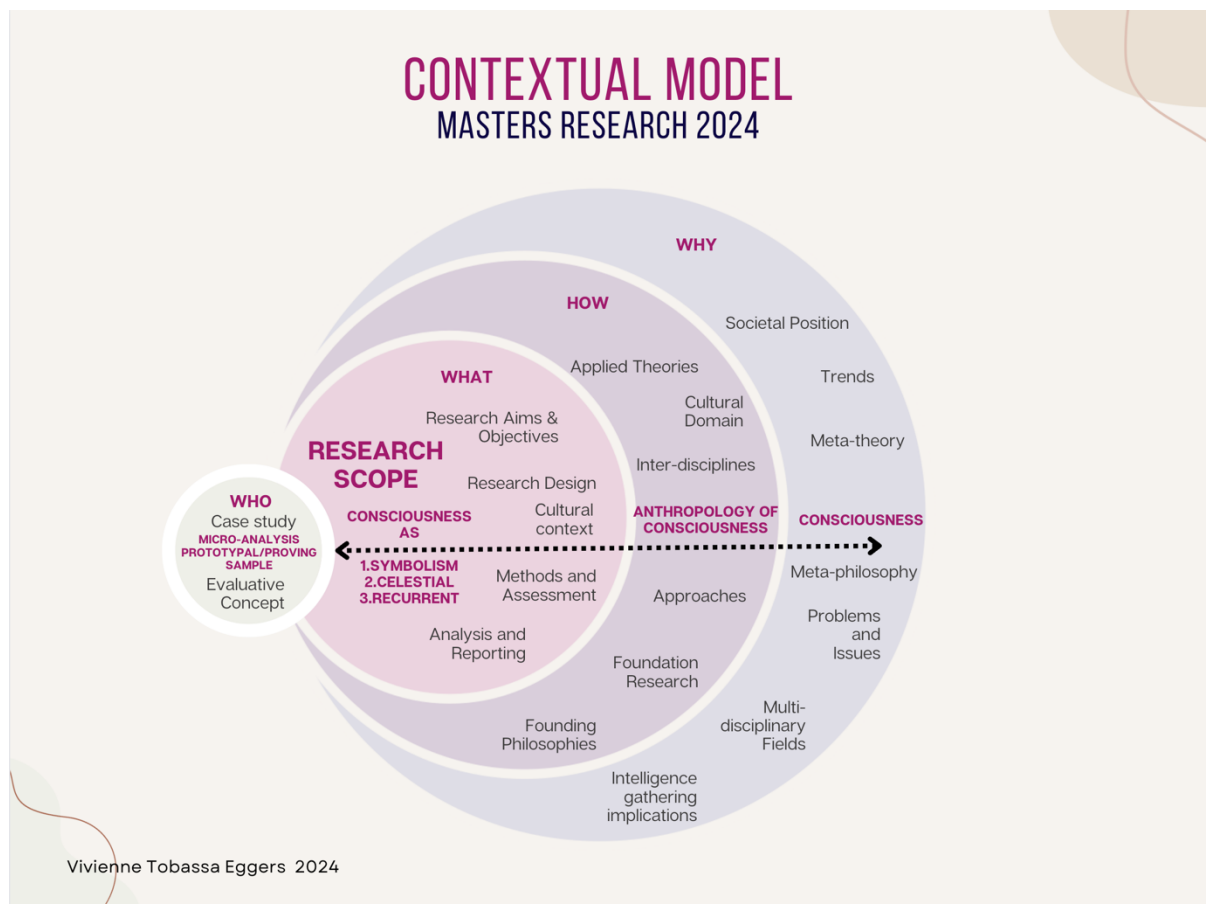 CONTEXTUAL MODEL
MASTERS RESEARCH 2024
WHY
Societal Position
Trends
Meta-theory
CONSCIOUSNESS
Meta-philosophy
Problems
and
Issues
Multi-
disciplinary
Fields
Intelligence
gathering
implications
HOW
Applied Theories
Cultural
Domain
Inter-disciplines
ANTHROPOLOGY OF
CONSCIOUSNESS
Approaches
Foundation
Research
Founding
Philosophies
WHAT
Research Aims &
Objectives
RESEARCH
SCOPE
Research Design
CONSCIOUSNESS
AS
Cultural
context
1.SYMBOLISM
2.CELESTIAL
3.RECURRENT
Methods and
Assessment
Analysis and
Reporting
WHO
Case study
MICRO-ANALYSIS
PROTOTYPAL/PROVING
SAMPLE
Evaluative
Concept
Vivienne Tobassa Eggers 2024